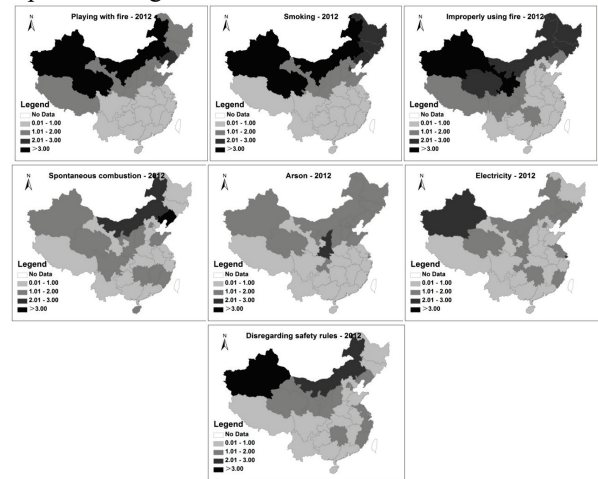 Playing with fire - 2012
N
Legend
No Data
0.01 - 1.00
1.01 - 2.00
2.01 - 3.00
>3.00
Smoking - 2012
N
Legend
No Data
0.01 - 1.00
1.01 - 2.00
2.01 - 3.00
>3.00
Improperly using fire - 2012
N
Legend
No Data
0.01 - 1.00
1.01 - 2.00
2.01 - 3.00
>3.00
Spontaneous combustion - 2012
N
Legend
No Data
0.01 - 1.00
1.01 - 2.00
2.01 - 3.00
>3.00
Arson - 2012
N
Legend
No Data
0.01 - 1.00
1.01 - 2.00
2.01 - 3.00
>3.00
Electricity - 2012
N
Legend
No Data
0.01 - 1.00
1.01 - 2.00
2.01 - 3.00
>3.00
Disregarding safety rules - 2012
N
Legend
No Data
0.01 - 1.00
1.01 - 2.00
2.01 - 3.00
>3.00